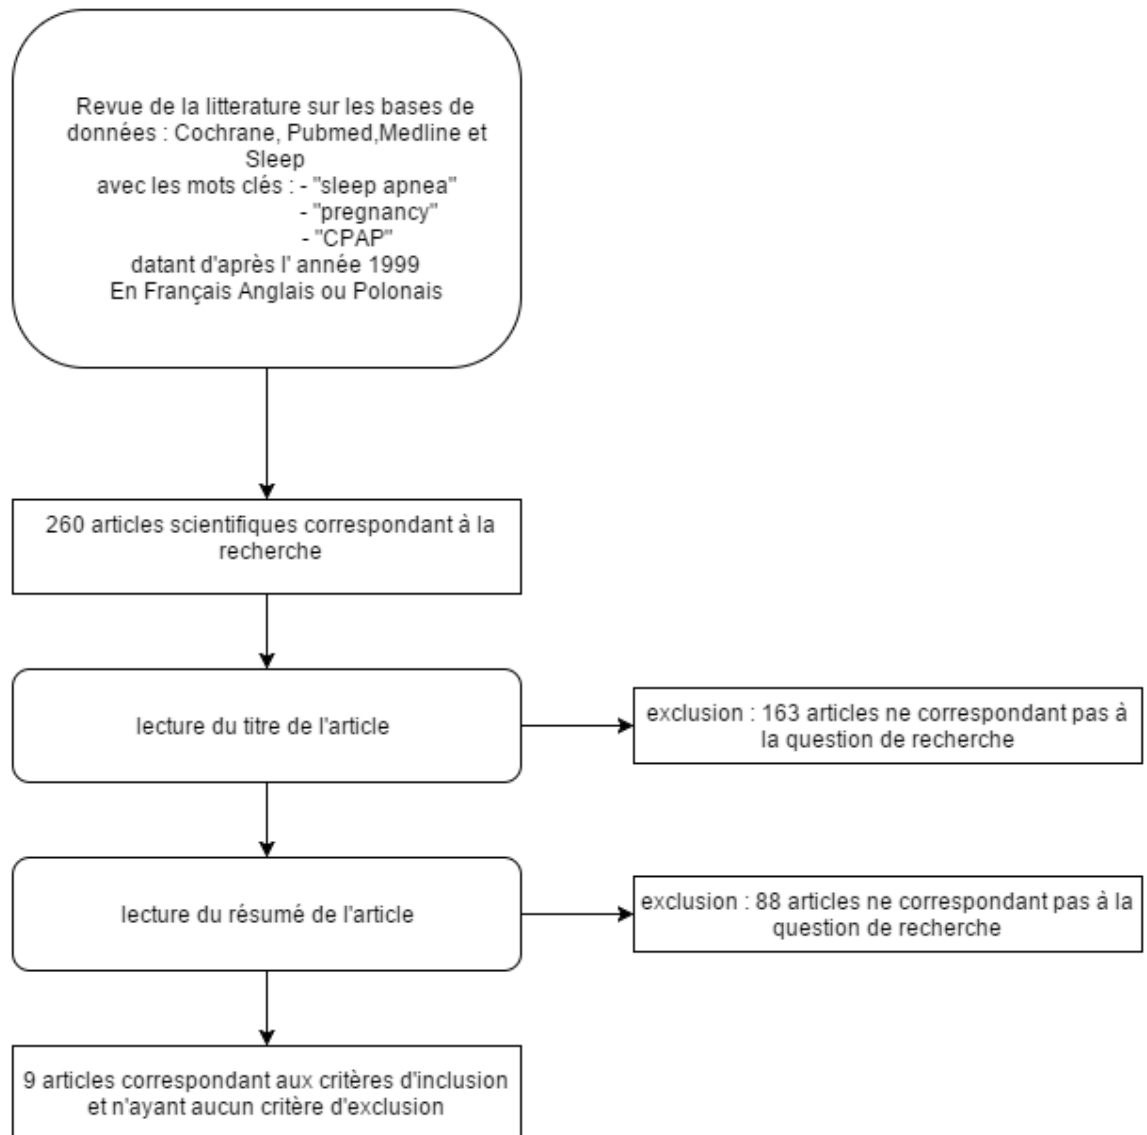 Revue de la litterature sur les bases de
données : Cochrane, Pubmed,Medline et
Sleep
avec les mots clés : - "sleep apnea"
- "pregnancy"
- "CPAP"
datant d'après l' année 1999
En Français Anglais ou Polonais
260 articles scientifiques correspondant à la
recherche
lecture du titre de l'article
exclusion : 163 articles ne correspondant pas à
la question de recherche
lecture du résumé de l'article
exclusion : 88 articles ne correspondant pas à la
question de recherche
9 articles correspondant aux critères d'inclusion
et n'ayant aucun critère d'exclusion